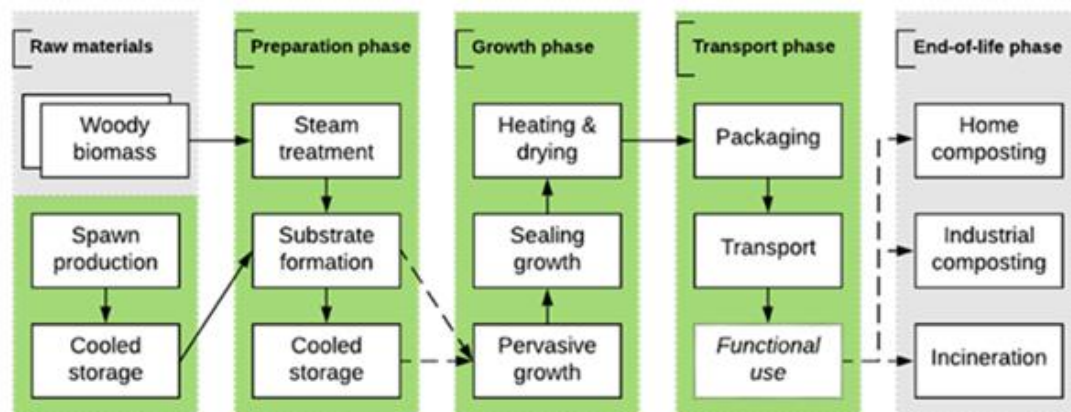 Raw materials
Woody
biomass
Spawn
production
Cooled
storage
Preparation phase
Steam
treatment
Substrate
formation
Cooled
storage
Growth phase
Heating &
drying
Sealing
growth
Pervasive
growth
Transport phase
Packaging
Transport
Functional
use
End-of-life phase
Home
composting
Industrial
composting
Incineration